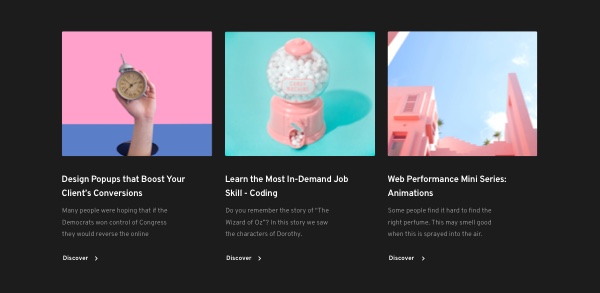 Design Popups that Boost Your
Client's Conversions
Many people were hoping that if the
Democrats won control of Congress
they would reverse the online
Discover
Learn the Most In-Demand Job
Skill - Coding
Do you remember the story of "The
Wizard of Oz"? In this story we saw
the characters of Dorothy.
Discover
Web Performance Mini Series:
Animations
Some people find it hard to find the
right perfume. This may smell good
when this is sprayed into the air.
Discover